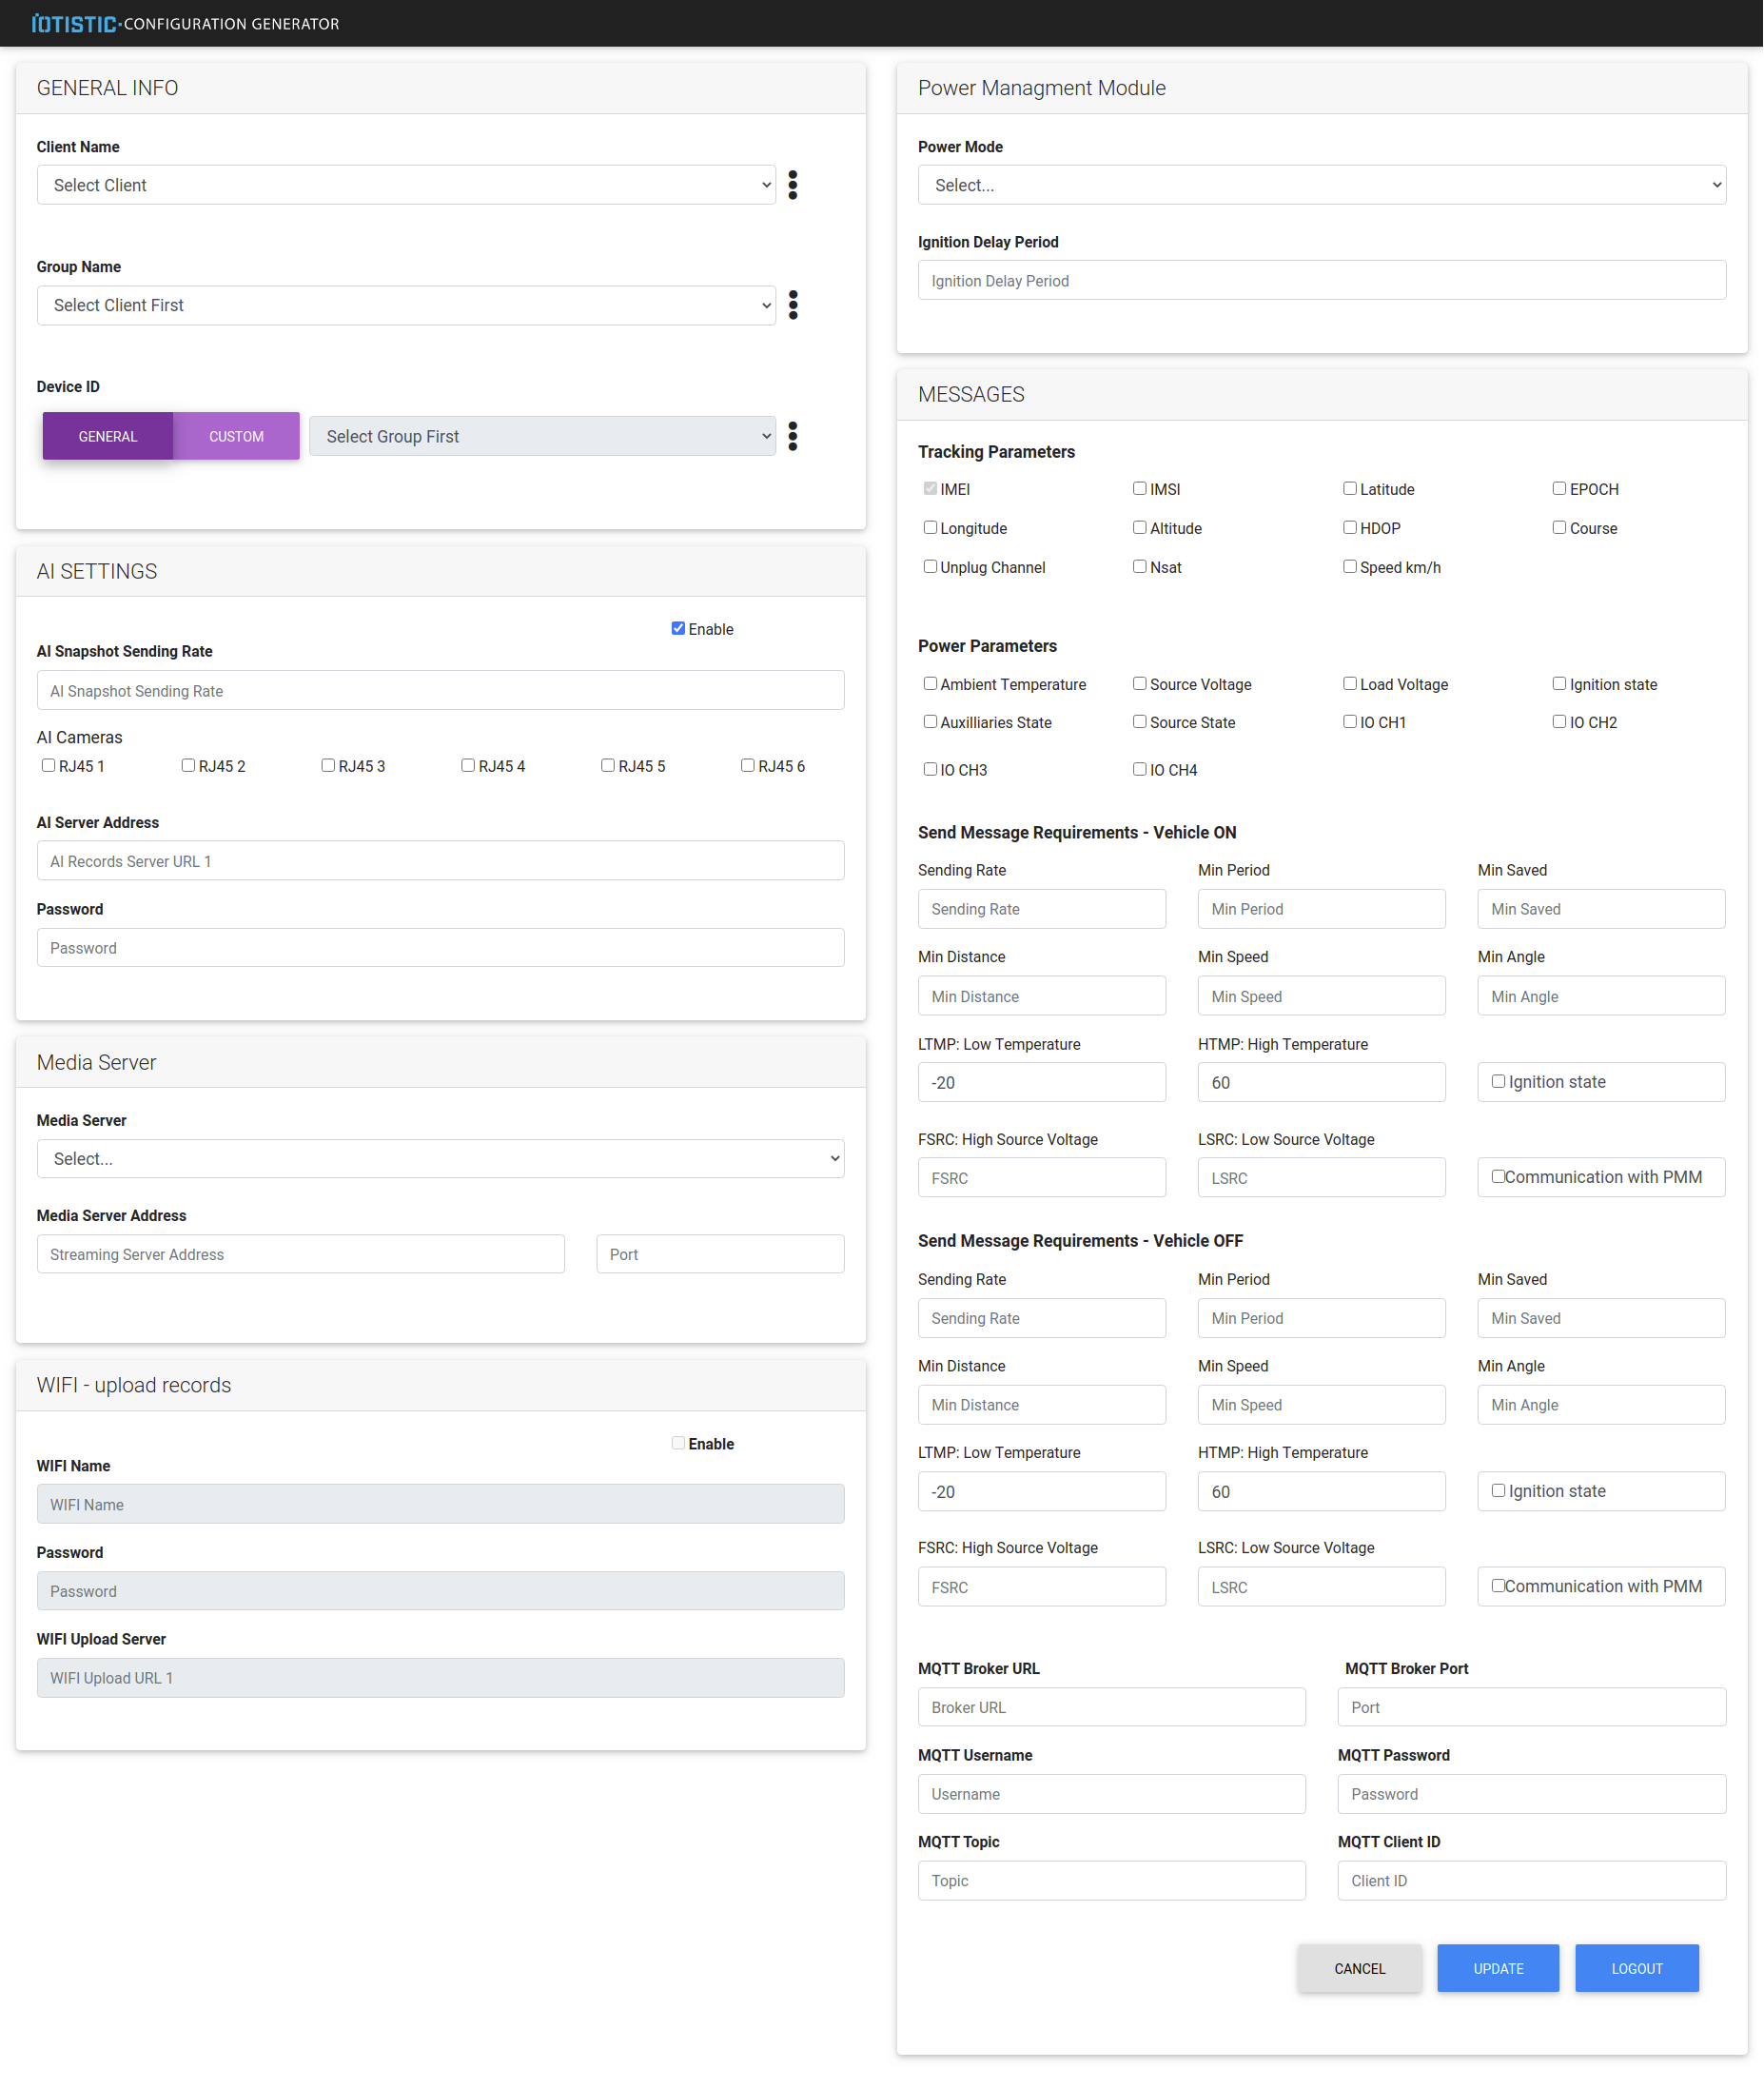 IOTISTIC·CONFIGURATION GENERATOR
GENERAL INFO
Client Name
Select Client
Group Name
Select Client First
Device ID
GENERAL CUSTOM Select Group First
AI SETTINGS
Enable
AI Snapshot Sending Rate
AI Snapshot Sending Rate
AI Cameras
RJ45 1 RJ45 2 RJ45 3 RJ45 4 RJ45 5 RJ45 6
AI Server Address
AI Records Server URL 1
Password
Password
Media Server
Media Server
Select...
Media Server Address
Streaming Server Address Port
WIFI - upload records
Enable
WIFI Name
WIFI Name
Password
Password
WIFI Upload Server
WIFI Upload URL 1
Power Managment Module
Power Mode
Select...
Ignition Delay Period
Ignition Delay Period
MESSAGES
Tracking Parameters
IMEI IMSI Latitude EPOCH
Longitude Altitude HDOP Course
Unplug Channel Nsat Speed km/h
Power Parameters
Ambient Temperature Source Voltage Load Voltage Ignition state
Auxilliaries State Source State IO CH1 IO CH2
IO CH3 IO CH4
Send Message Requirements - Vehicle ON
Sending Rate Min Period Min Saved
Sending Rate Min Period Min Saved
Min Distance Min Speed Min Angle
Min Distance Min Speed Min Angle
LTMP: Low Temperature HTMP: High Temperature
-20 60 Ignition state
FSRC: High Source Voltage LSRC: Low Source Voltage
FSRC LSRC Communication with PMM
Send Message Requirements - Vehicle OFF
Sending Rate Min Period Min Saved
Sending Rate Min Period Min Saved
Min Distance Min Speed Min Angle
Min Distance Min Speed Min Angle
LTMP: Low Temperature HTMP: High Temperature
-20 60 Ignition state
FSRC: High Source Voltage LSRC: Low Source Voltage
FSRC LSRC Communication with PMM
MQTT Broker URL MQTT Broker Port
Broker URL Port
MQTT Username MQTT Password
Username Password
MQTT Topic MQTT Client ID
Topic Client ID
CANCEL UPDATE LOGOUT